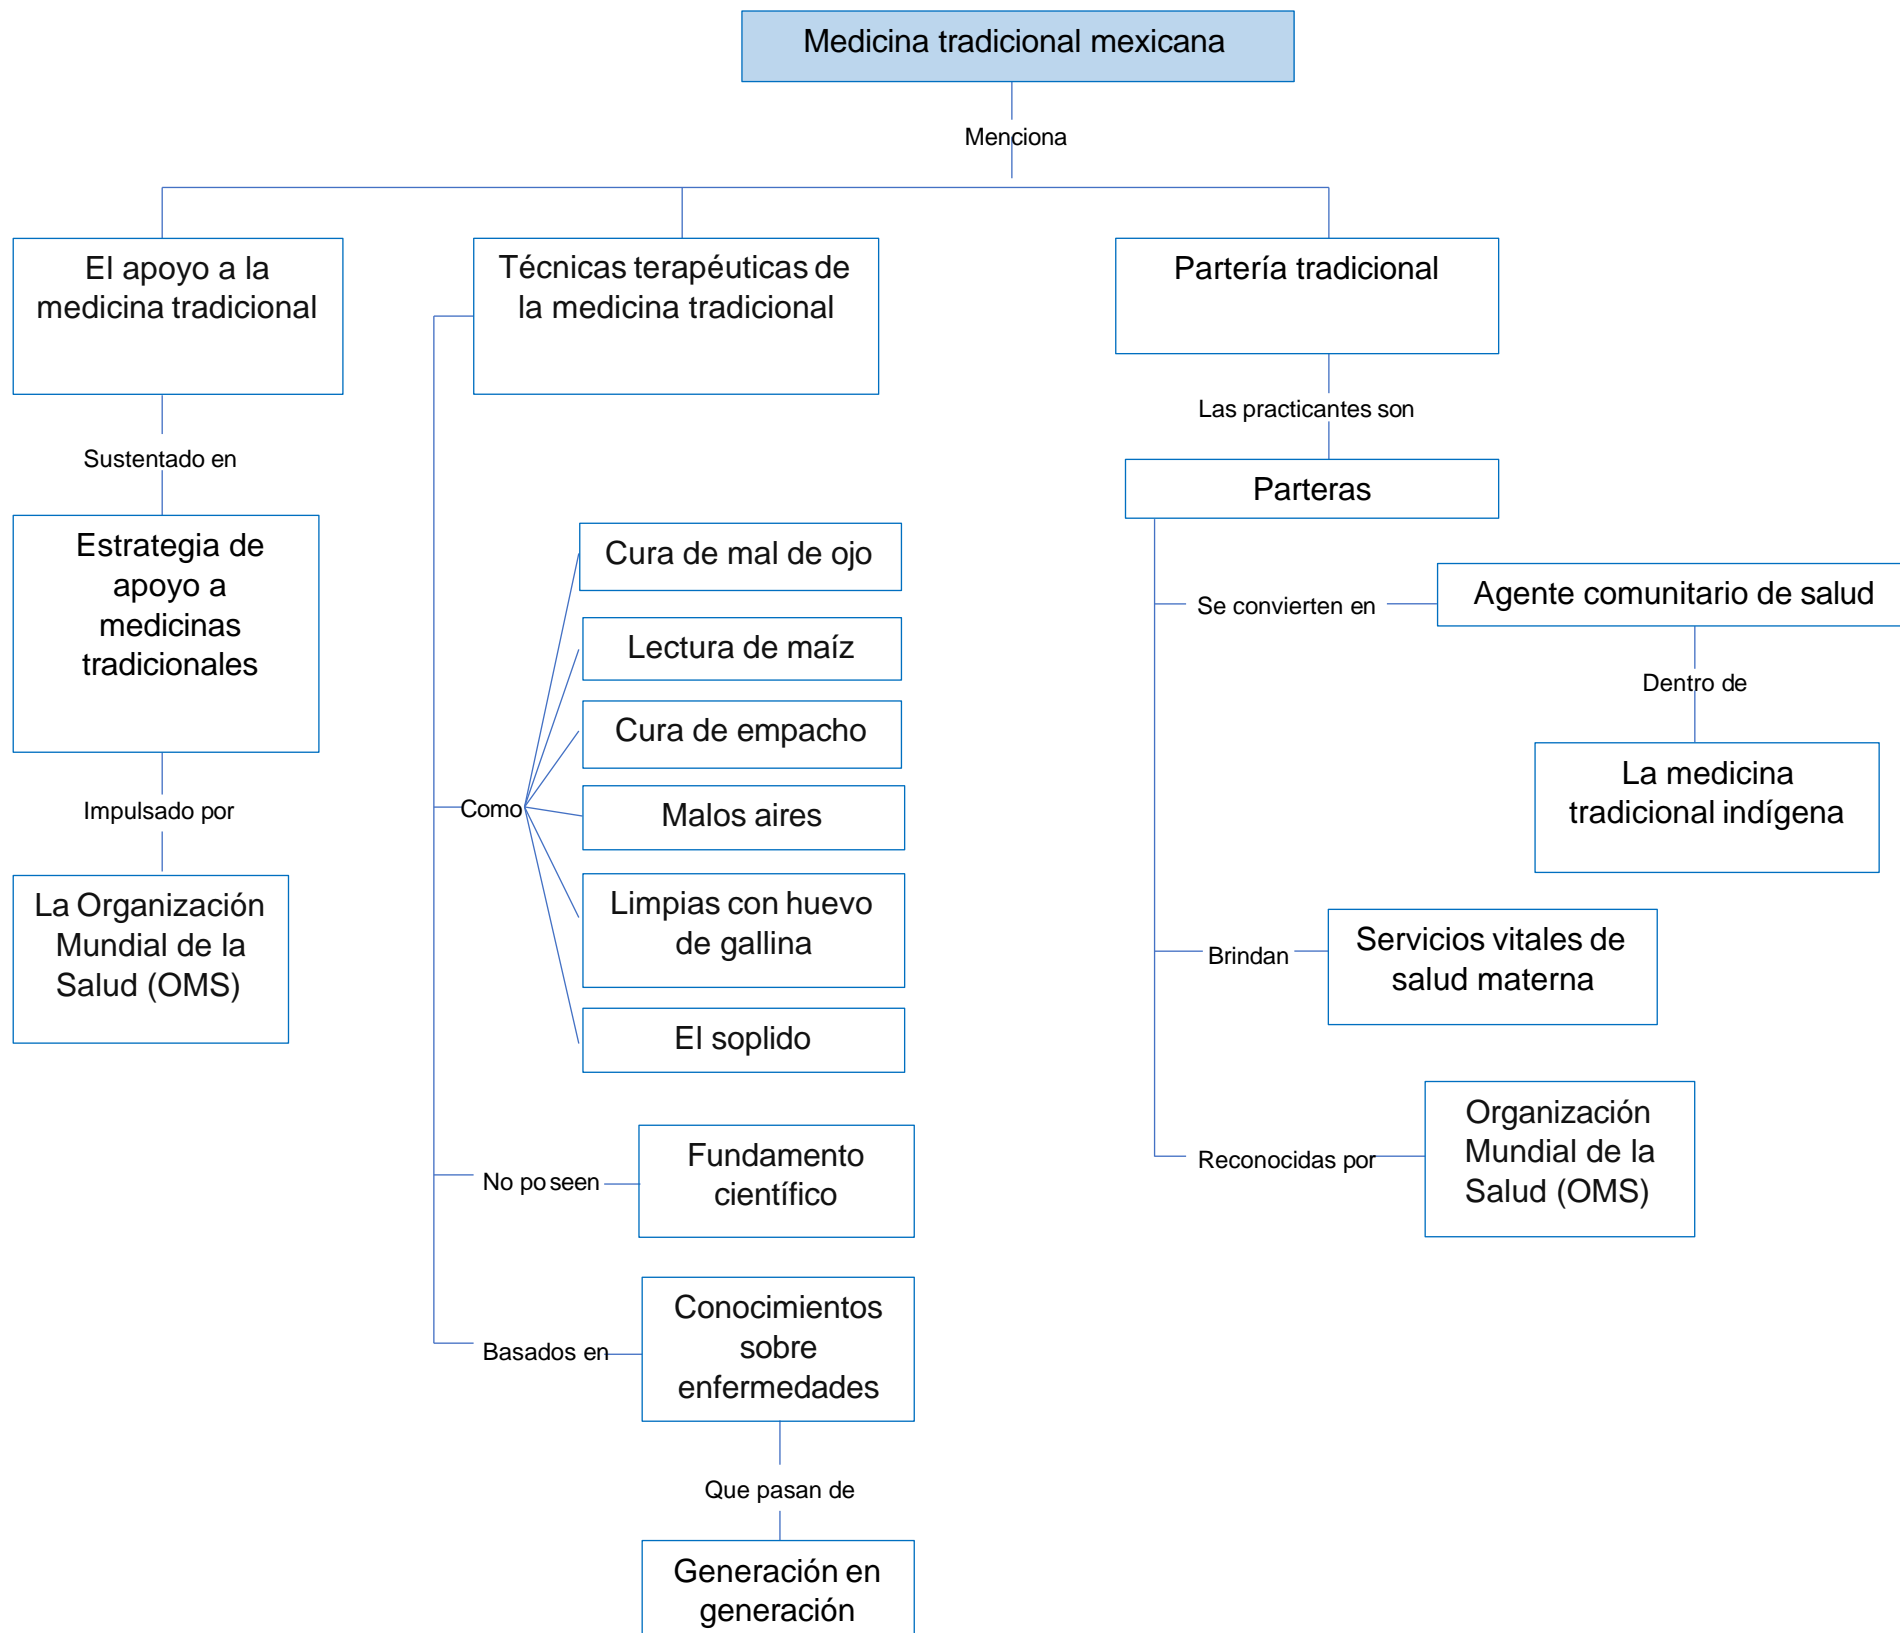 Medicina tradicional mexicana
Menciona
El apoyo a la
medicina tradicional
Sustentado en
Estrategia de
apoyo a
medicinas
tradicionales
Impulsado por
La Organización
Mundial de la
Salud (OMS)
Técnicas terapéuticas de
la medicina tradicional
Como
Cura de mal de ojo
Lectura de maíz
Cura de empacho
Malos aires
Limpias con huevo
de gallina
El soplido
No poseen
Fundamento
científico
Basados en
Conocimientos
sobre
enfermedades
Que pasan de
Generación en
generación
Partería tradicional
Las practicantes son
Parteras
Se convierten en
Agente comunitario de salud
Dentro de
La medicina
tradicional indígena
Brindan
Servicios vitales de
salud materna
Reconocidas por
Organización
Mundial de la
Salud (OMS)